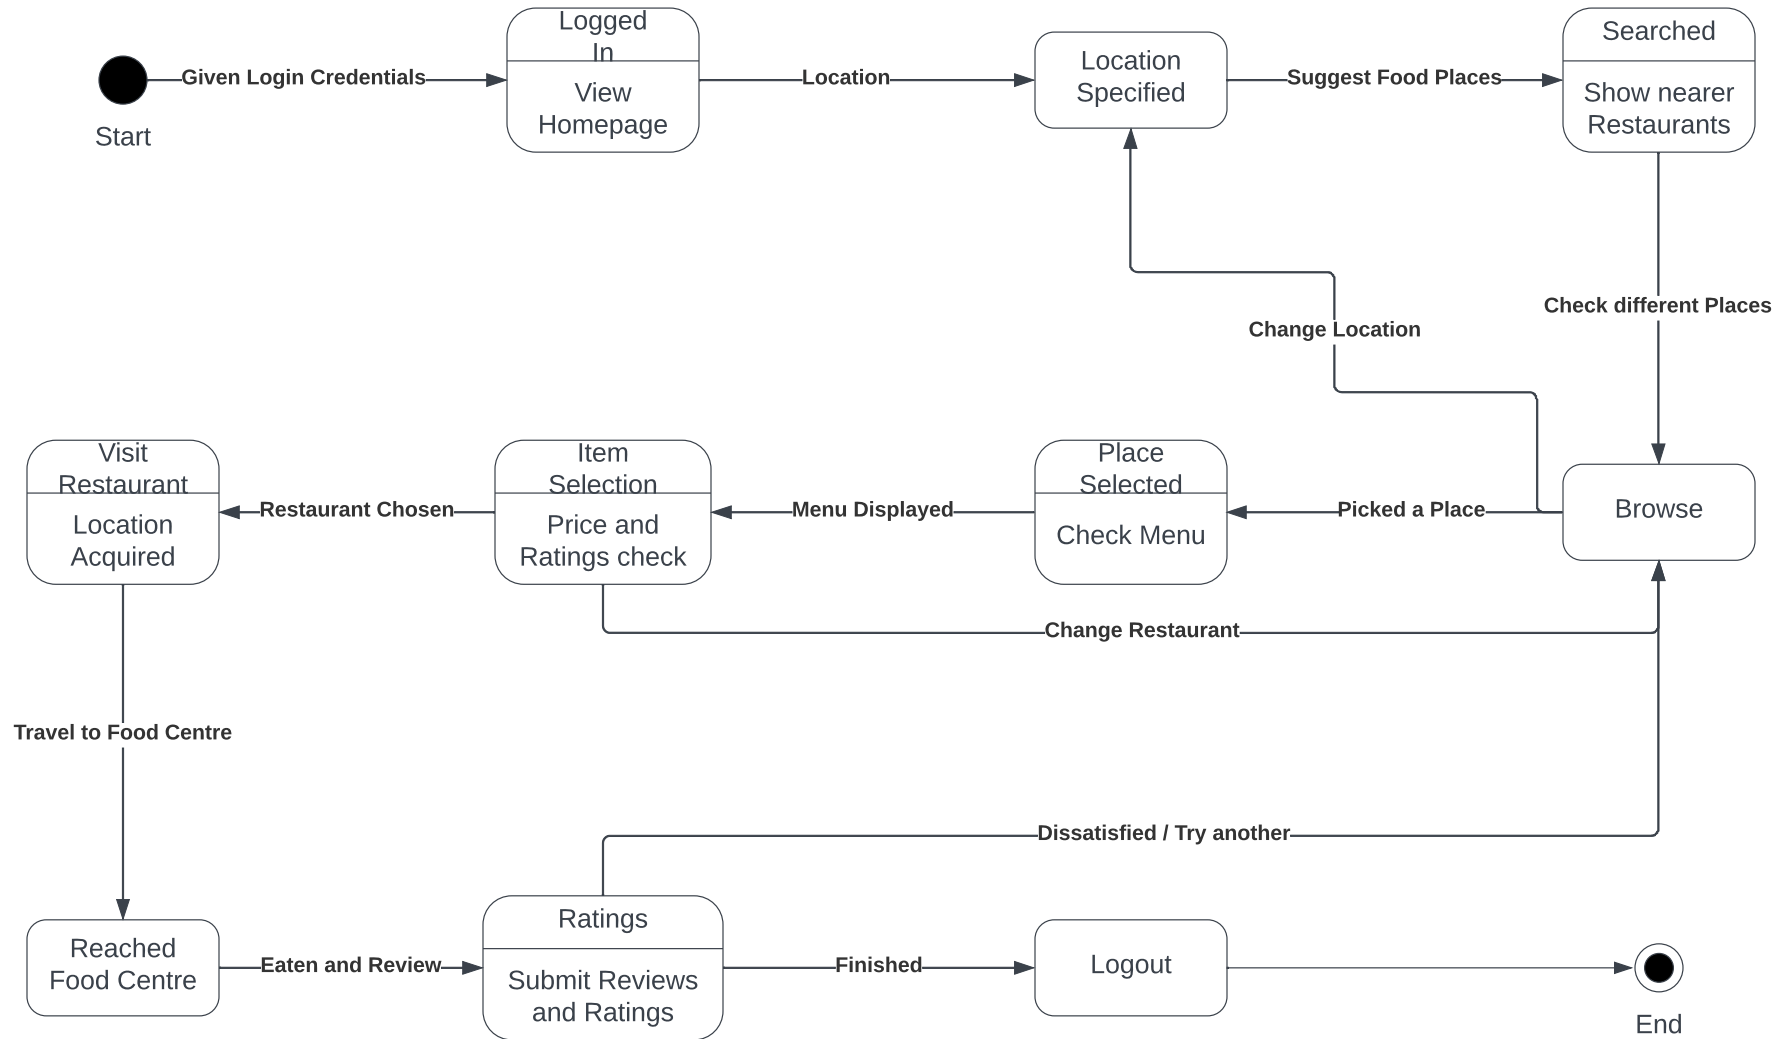 Logged
In
View
Homepage
Given Login Credentials
Start
Location
Location
Specified
Suggest Food Places
Searched
Show nearer
Restaurants
Check different Places
Change Location
Browse
Picked a Place
Place
Selected
Check Menu
Menu Displayed
Item
Selection
Price and
Ratings check
Restaurant Chosen
Visit
Restaurant
Location
Acquired
Change Restaurant
Travel to Food Centre
Dissatisfied / Try another
Reached
Food Centre
Eaten and Review
Ratings
Submit Reviews
and Ratings
Finished
Logout
End